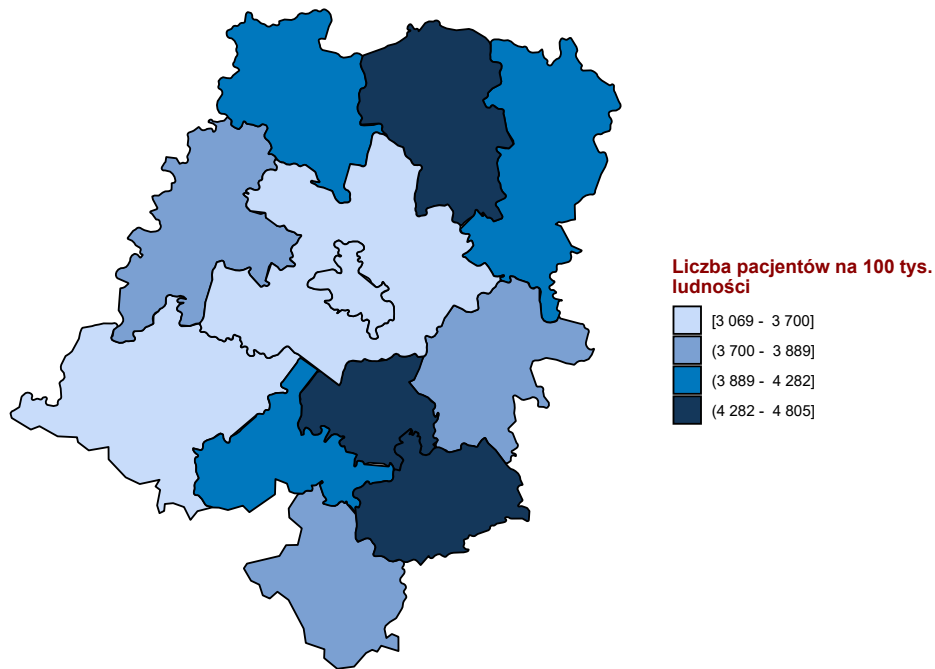 Liczba pacjentów na 100 tys.
ludności
[3 069 - 3 700]
(3 700 - 3 889]
(3 889 - 4 282]
(4 282 - 4 805]